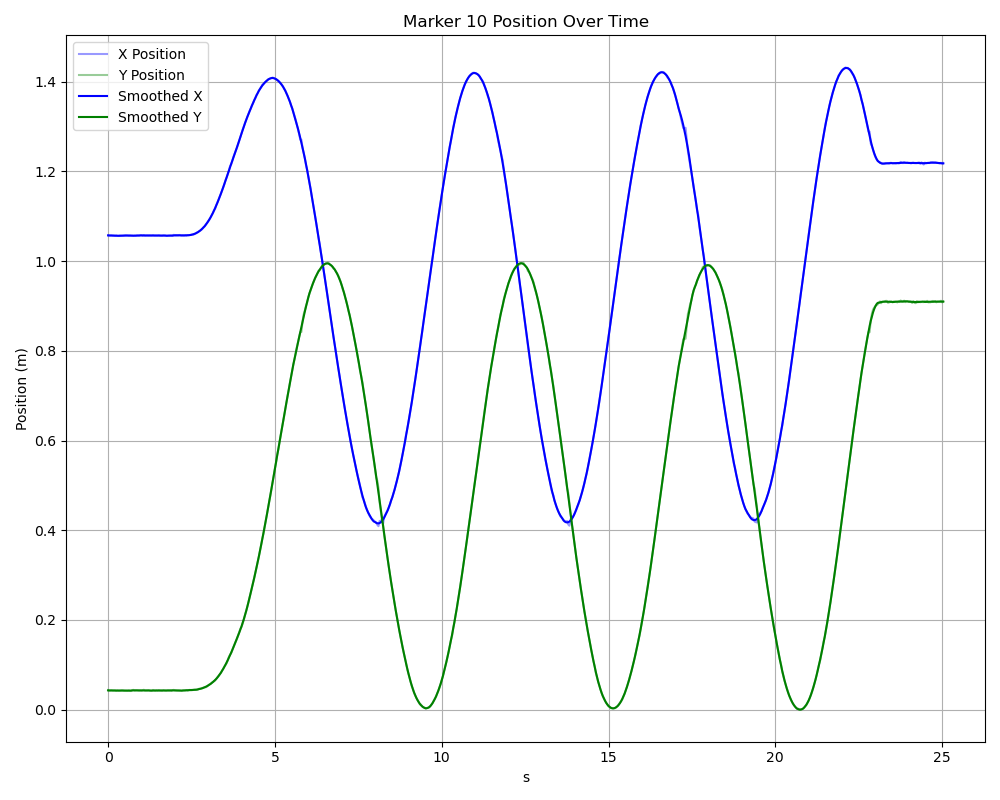 Marker 10 Position Over Time
X Position
Y Position
Smoothed X
Smoothed Y
Position (m)
1.4
1.2
1.0
0.8
0.6
0.4
0.2
0.0
0 5 10 15 20 25
s